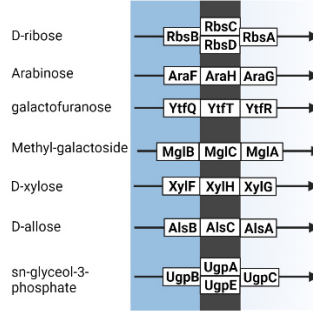 D-ribose RbsB RbsC RbsD RbsA
Arabinose AraF AraH AraG
galactofuranose YtfQ YtfT YtfR
Methyl-galactoside MglB MglC MglA
D-xylose XylF XylH XylG
D-allose AlsB AlsC AlsA
sn-glyceol-3-
phosphate UgpB UgpA UgpE UgpC